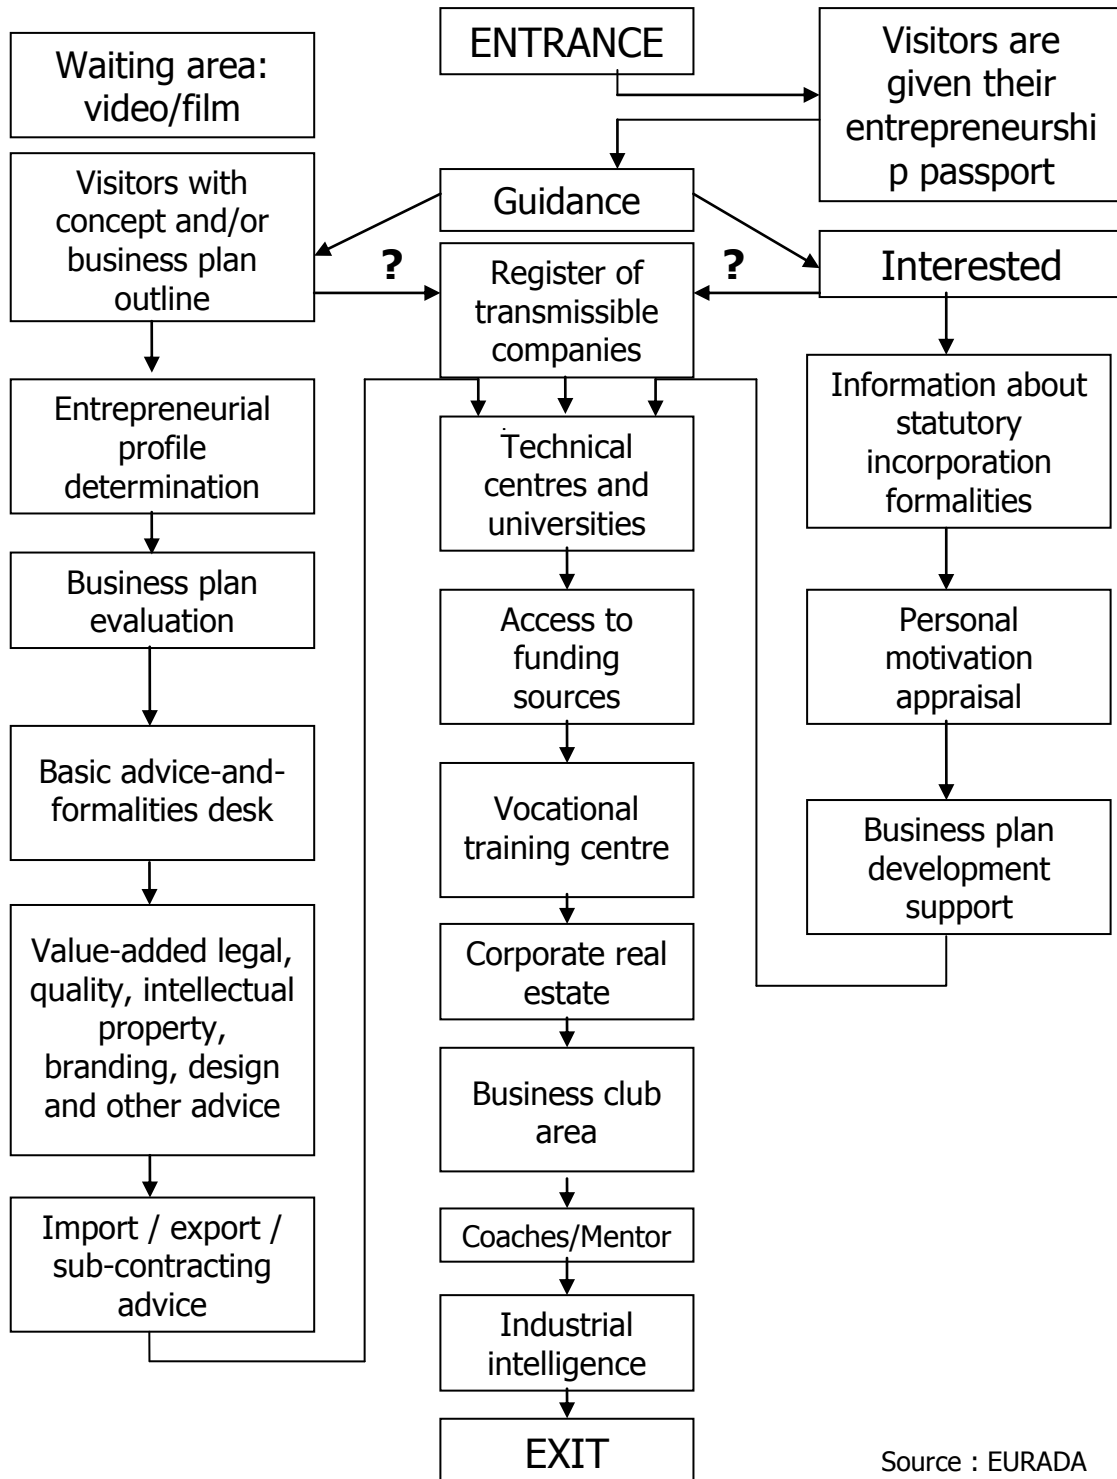 ENTRANCE
Visitors are
given their
entrepreneurshi
p passport
Waiting area:
video/film
Guidance
Visitors with
concept and/or
business plan
outline
?
Register of
transmissible
companies
?
Interested
Entrepreneurial
profile
determination
Business plan
evaluation
Basic advice-and-
formalities desk
Value-added legal,
quality, intellectual
property,
branding, design
and other advice
Import / export /
sub-contracting
advice
Technical
centres and
universities
Access to
funding
sources
Vocational
training centre
Corporate real
estate
Business club
area
Coaches/Mentor
Industrial
intelligence
EXIT
Information about
statutory
incorporation
formalities
Personal
motivation
appraisal
Business plan
development
support
Source : EURADA